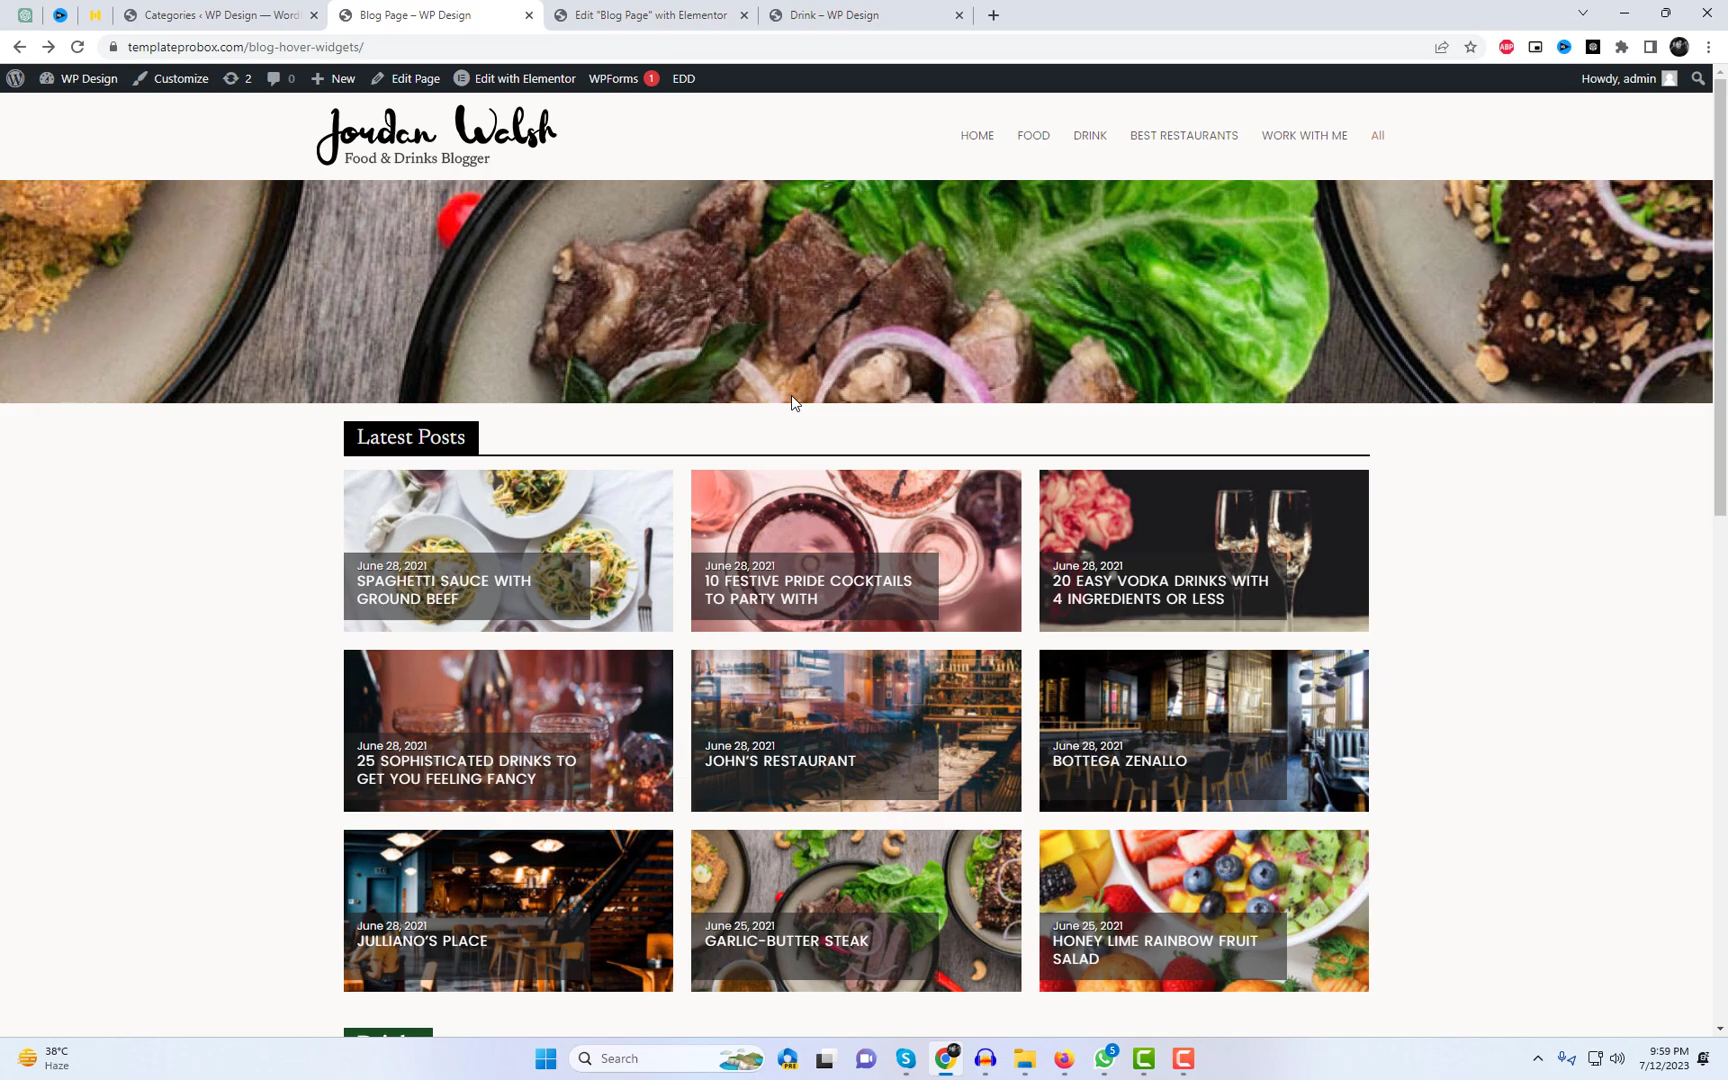 Categories ‹ WP Design — Word
Blog Page – WP Design
Edit "Blog Page" with Elementor
Drink – WP Design
templateprobox.com/blog-hover-widgets/
ABP
WP Design
Customize
2
0
New
Edit Page
Edit with Elementor
WPForms 1
EDD
Howdy, admin
Jordan Walsh
Food & Drinks Blogger
HOME
FOOD
DRINK
BEST RESTAURANTS
WORK WITH ME
All
Latest Posts
June 28, 2021
SPAGHETTI SAUCE WITH
GROUND BEEF
June 28, 2021
10 FESTIVE PRIDE COCKTAILS
TO PARTY WITH
June 28, 2021
20 EASY VODKA DRINKS WITH
4 INGREDIENTS OR LESS
June 28, 2021
25 SOPHISTICATED DRINKS TO
GET YOU FEELING FANCY
June 28, 2021
JOHN'S RESTAURANT
June 28, 2021
BOTTEGA ZENALLO
June 28, 2021
JULLIANO'S PLACE
June 25, 2021
GARLIC-BUTTER STEAK
June 25, 2021
HONEY LIME RAINBOW FRUIT
SALAD
38°C
Haze
Search
PRE
5
9:59 PM
7/12/2023